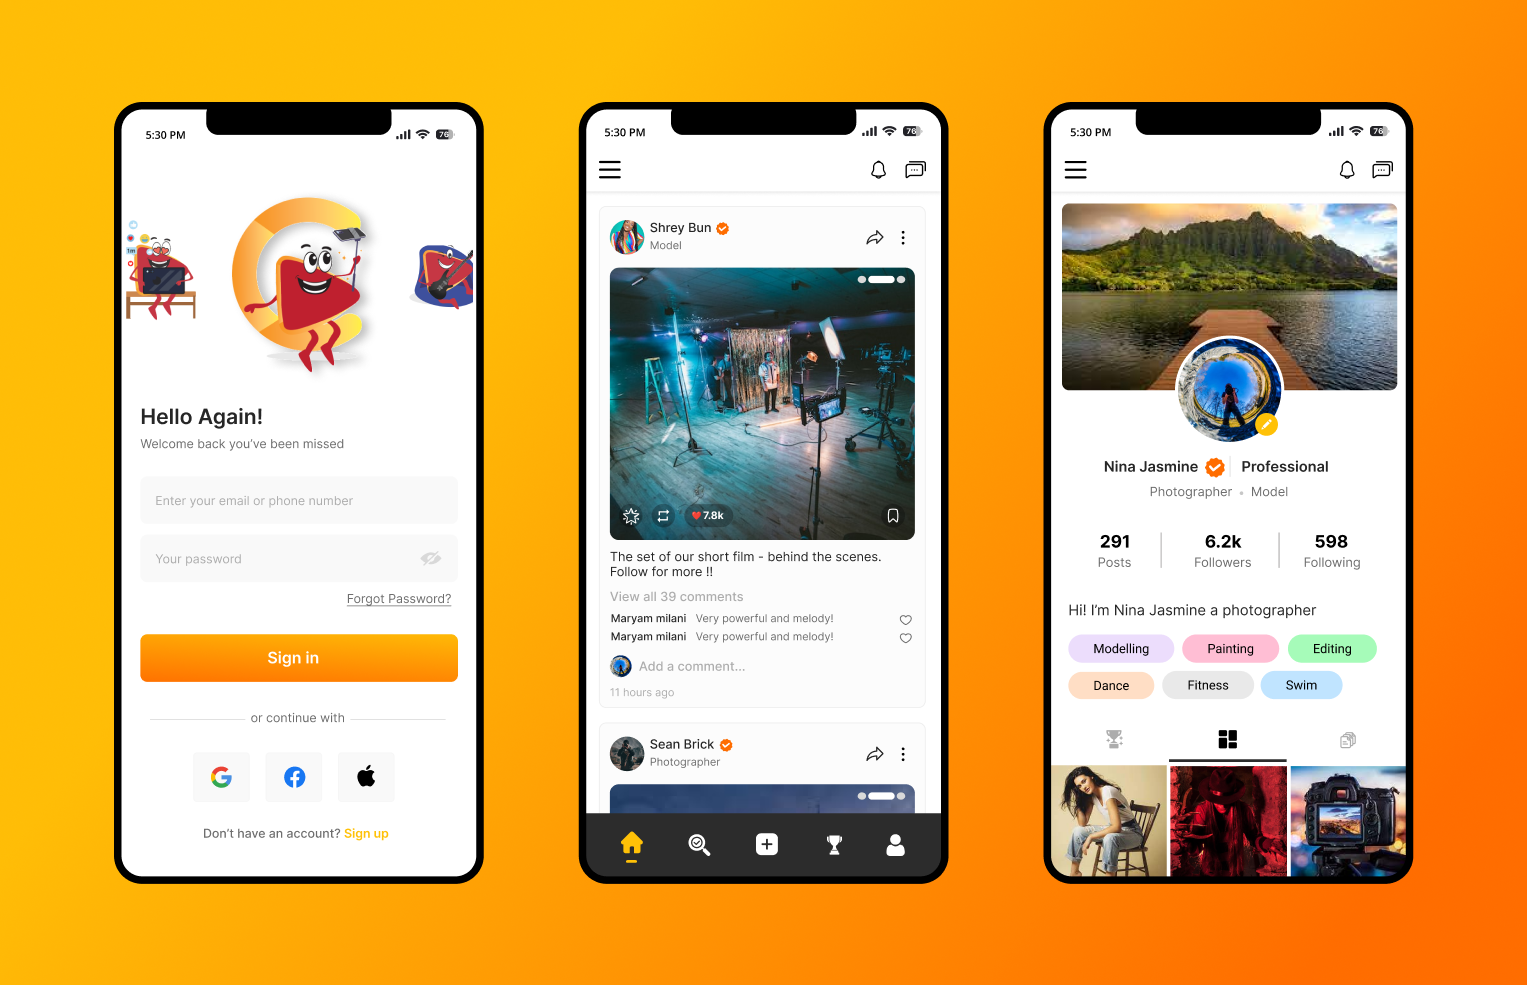 5:30 PM
76
Hello Again!
Welcome back you've been missed
Enter your email or phone number
Your password
Forgot Password?
Sign in
or continue with
Don't have an account? Sign up
5:30 PM
76
Shrey Bun
Model
7.8k
The set of our short film - behind the scenes.
Follow for more !!
View all 39 comments
Maryam milani Very powerful and melody!
Maryam milani Very powerful and melody!
Add a comment...
11 hours ago
Sean Brick
Photographer
5:30 PM
76
Nina Jasmine Professional
Photographer • Model
291 6.2k 598
Posts Followers Following
Hi! I'm Nina Jasmine a photographer
Modelling Painting Editing
Dance Fitness Swim